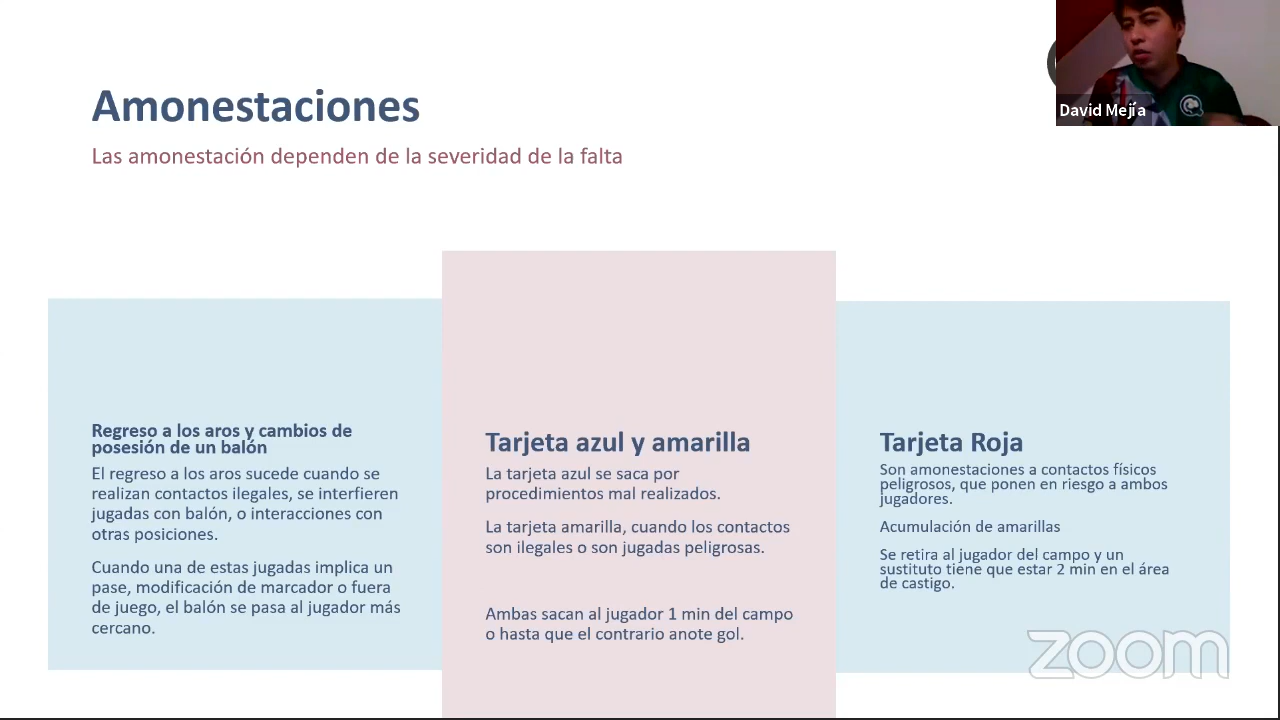 Amonestaciones
Las amonestación dependen de la severidad de la falta
David Mejía
Regreso a los aros y cambios de
posesión de un balón
El regreso a los aros sucede cuando se
realizan contactos ilegales, se interfieren
jugadas con balón, o interacciones con
otras posiciones.
Cuando una de estas jugadas implica un
pase, modificación de marcador o fuera
de juego, el balón se pasa al jugador más
cercano.
Tarjeta azul y amarilla
La tarjeta azul se saca por
procedimientos mal realizados.
La tarjeta amarilla, cuando los contactos
son ilegales o son jugadas peligrosas.
Ambas sacan al jugador 1 min del campo
o hasta que el contrario anote gol.
Tarjeta Roja
Son amonestaciones a contactos físicos
peligrosos, que ponen en riesgo a ambos
jugadores.
Acumulación de amarillas
Se retira al jugador del campo y un
sustituto tiene que estar 2 min en el área
de castigo.
zoom